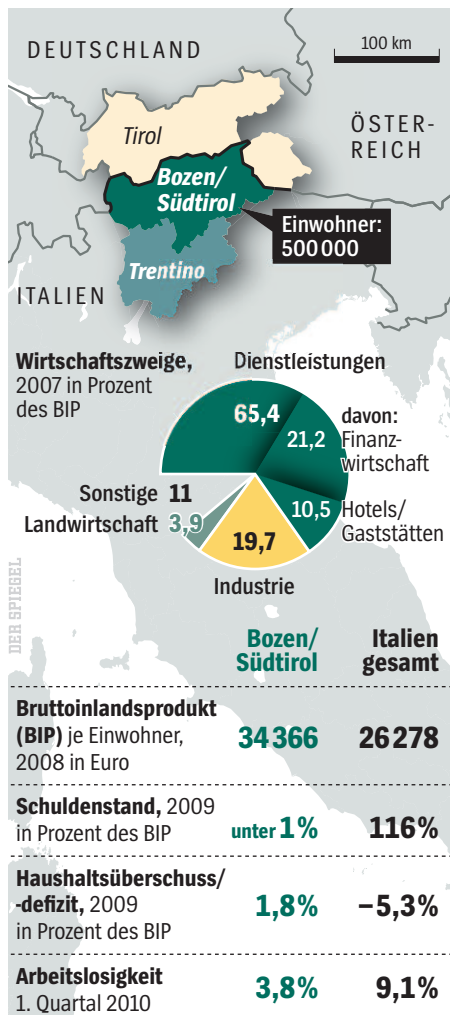 DEUTSCHLAND
100 km
Tirol
ÖSTER-
REICH
Bozen/
Südtirol
Einwohner:
500 000
Trentino
ITALIEN
Wirtschaftszweige,
2007 in Prozent
des BIP
Dienstleistungen
65,4
davon:
21,2
Finanz-
wirtschaft
Sonstige 11
10,5
Hotels/
Gaststätten
Landwirtschaft 3,9
19,7
Industrie
DER SPIEGEL
Bozen/
Südtirol
Italien
gesamt
Bruttoinlandsprodukt
(BIP) je Einwohner,
2008 in Euro
34 366
26 278
Schuldenstand, 2009
in Prozent des BIP
unter 1%
116%
Haushaltsüberschuss/
-defizit, 2009
in Prozent des BIP
1,8%
–5,3%
Arbeitslosigkeit
1. Quartal 2010
3,8%
9,1%